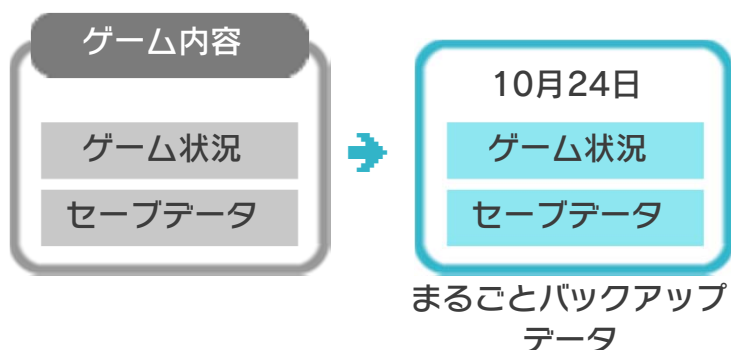 ゲーム内容
ゲーム状況
セーブデータ
10月24日
ゲーム状況
セーブデータ
まるごとバックアップ
データ